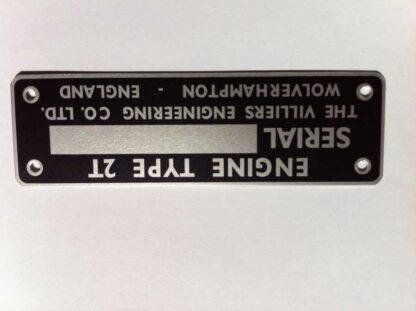 ENGINE TYPE 2T
SERIAL
THE VILLIERS ENGINEERING CO. LTD.
WOLVERHAMPTON - ENGLAND